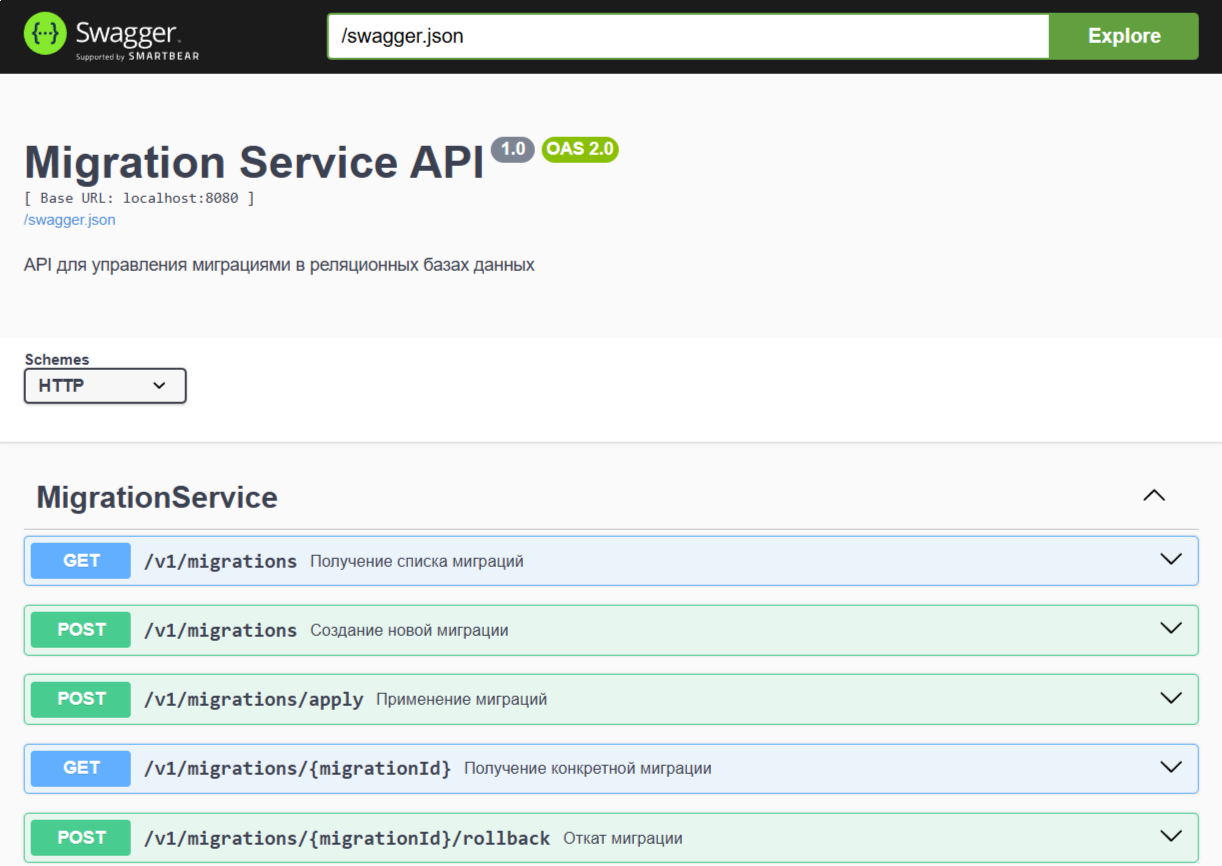 {··} Swagger.
Supported by SMARTBEAR
/swagger.json
Explore
Migration Service API 1.0 OAS 2.0
[ Base URL: localhost:8080 ]
/swagger.json
API для управления миграциями в реляционных базах данных
Schemes
HTTP
MigrationService
GET /v1/migrations Получение списка миграций
POST /v1/migrations Создание новой миграции
POST /v1/migrations/apply Применение миграций
GET /v1/migrations/{migrationId} Получение конкретной миграции
POST /v1/migrations/{migrationId}/rollback Откат миграции